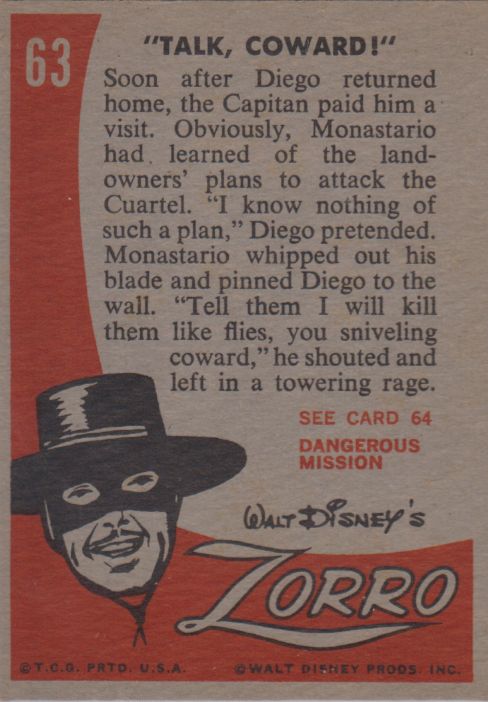 63
"TALK, COWARD!"
Soon after Diego returned
home, the Capitan paid him a
visit. Obviously, Monastario
had learned of the land-
owners' plans to attack the
Cuartel. "I know nothing of
such a plan," Diego pretended.
Monastario whipped out his
blade and pinned Diego to the
wall. "Tell them I will kill
them like flies, you sniveling
coward," he shouted and
left in a towering rage.
SEE CARD 64
DANGEROUS
MISSION
WALT DISNEY'S
ZORRO
© T.C.G. PRTD. U.S.A.
© WALT DISNEY PRODS. INC.